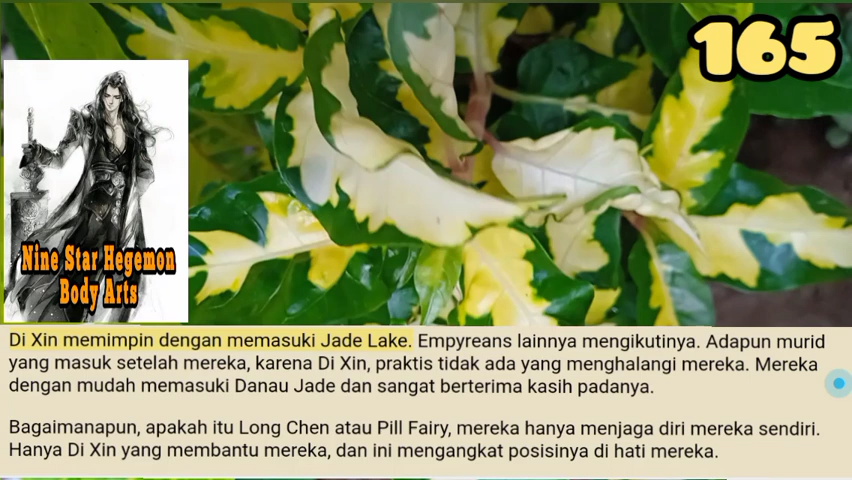 165
Nine Star Hegemon
Body Arts
Di Xin memimpin dengan memasuki Jade Lake. Empyreans lainnya mengikutinya. Adapun murid
yang masuk setelah mereka, karena Di Xin, praktis tidak ada yang menghalangi mereka. Mereka
dengan mudah memasuki Danau Jade dan sangat berterima kasih padanya.
Bagaimanapun, apakah itu Long Chen atau Pill Fairy, mereka hanya menjaga diri mereka sendiri.
Hanya Di Xin yang membantu mereka, dan ini mengangkat posisinya di hati mereka.